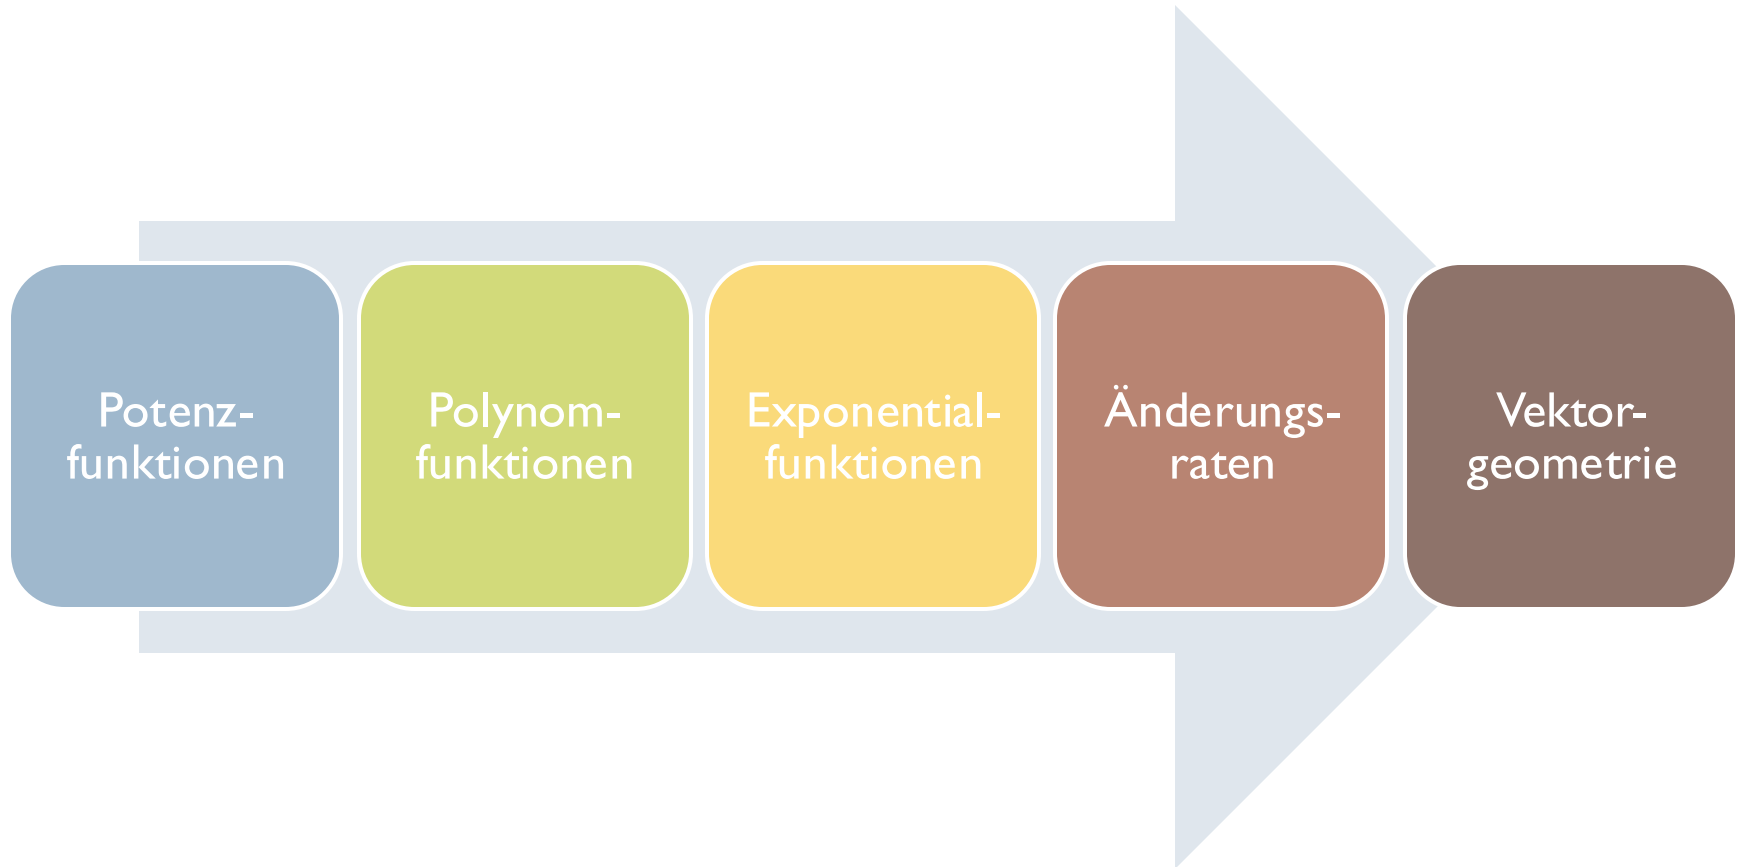 Potenz-
funktionen
Polynom-
funktionen
Exponential-
funktionen
Änderungs-
raten
Vektor-
geometrie